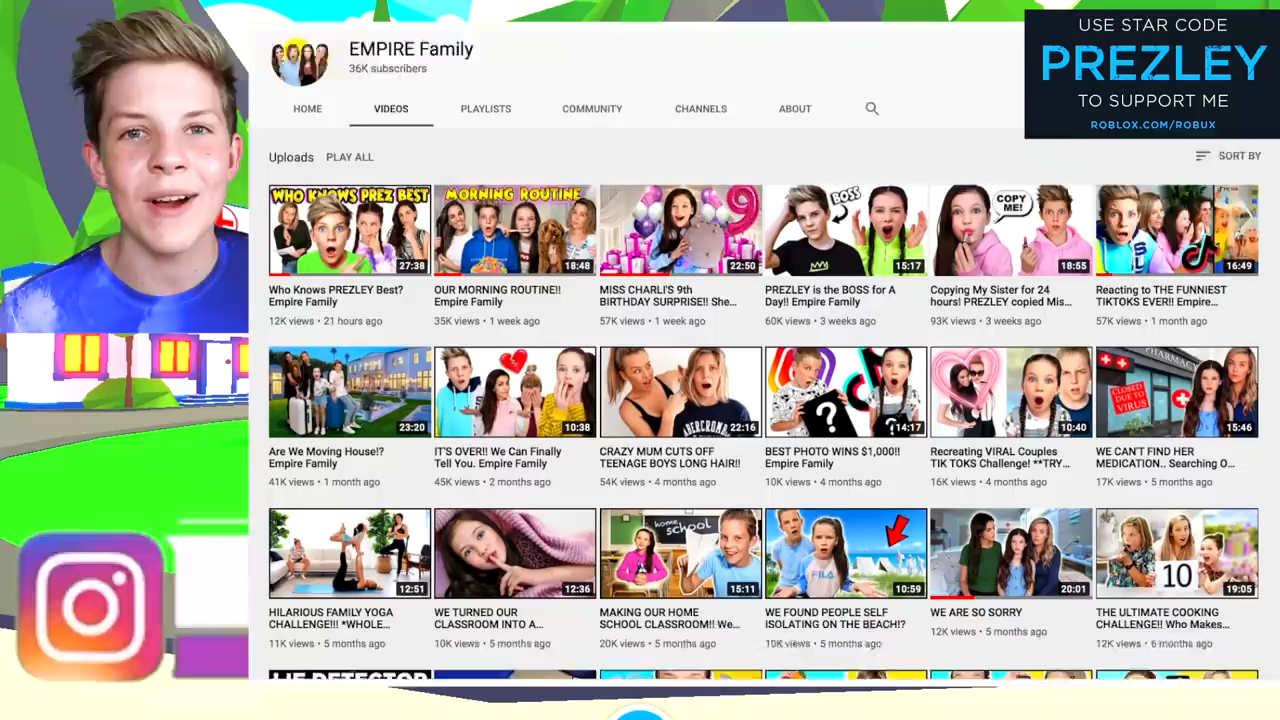 USE STAR CODE
PREZLEY
TO SUPPORT ME
ROBLOX.COM/ROBUX
EMPIRE Family
36K subscribers
HOME VIDEOS PLAYLISTS COMMUNITY CHANNELS ABOUT
Uploads PLAY ALL SORT BY
WHO KNOWS PREZ BEST
27:38
MORNING ROUTINE
18:48
9
22:50
BOSS
15:17
COPY
ME!
18:55
16:49
Who Knows PREZLEY Best?
Empire Family
12K views • 21 hours ago
OUR MORNING ROUTINE!!
Empire Family
35K views • 1 week ago
MISS CHARLI'S 9th
BIRTHDAY SURPRISE!! She...
57K views • 1 week ago
PREZLEY is the BOSS for A
Day!! Empire Family
60K views • 3 weeks ago
Copying My Sister for 24
hours! PREZLEY copied Mis...
93K views • 3 weeks ago
Reacting to THE FUNNIEST
TIKTOKS EVER!! Empire...
57K views • 1 month ago
23:20
10:38
ABERCROMB
22:16
?
?
14:17
10:40
PHARMACY
CLOSED
DUE TO
VIRUS
15:46
Are We Moving House!?
Empire Family
41K views • 1 month ago
IT'S OVER!! We Can Finally
Tell You. Empire Family
45K views • 2 months ago
CRAZY MUM CUTS OFF
TEENAGE BOYS LONG HAIR!!
54K views • 4 months ago
BEST PHOTO WINS $1,000!!
Empire Family
10K views • 4 months ago
Recreating VIRAL Couples
TIK TOKS Challenge! **TRY...
16K views • 4 months ago
WE CAN'T FIND HER
MEDICATION.. Searching O...
17K views • 5 months ago
12:51
12:36
home
school
15:11
FILA
10:59
20:01
10
19:05
HILARIOUS FAMILY YOGA
CHALLENGE!!! *WHOLE...
11K views • 5 months ago
WE TURNED OUR
CLASSROOM INTO A...
10K views • 5 months ago
MAKING OUR HOME
SCHOOL CLASSROOM!! We...
20K views • 5 months ago
WE FOUND PEOPLE SELF
ISOLATING ON THE BEACH!?
10K views • 5 months ago
WE ARE SO SORRY
12K views • 5 months ago
THE ULTIMATE COOKING
CHALLENGE!! Who Makes...
12K views • 6 months ago
LIE DETECTOR